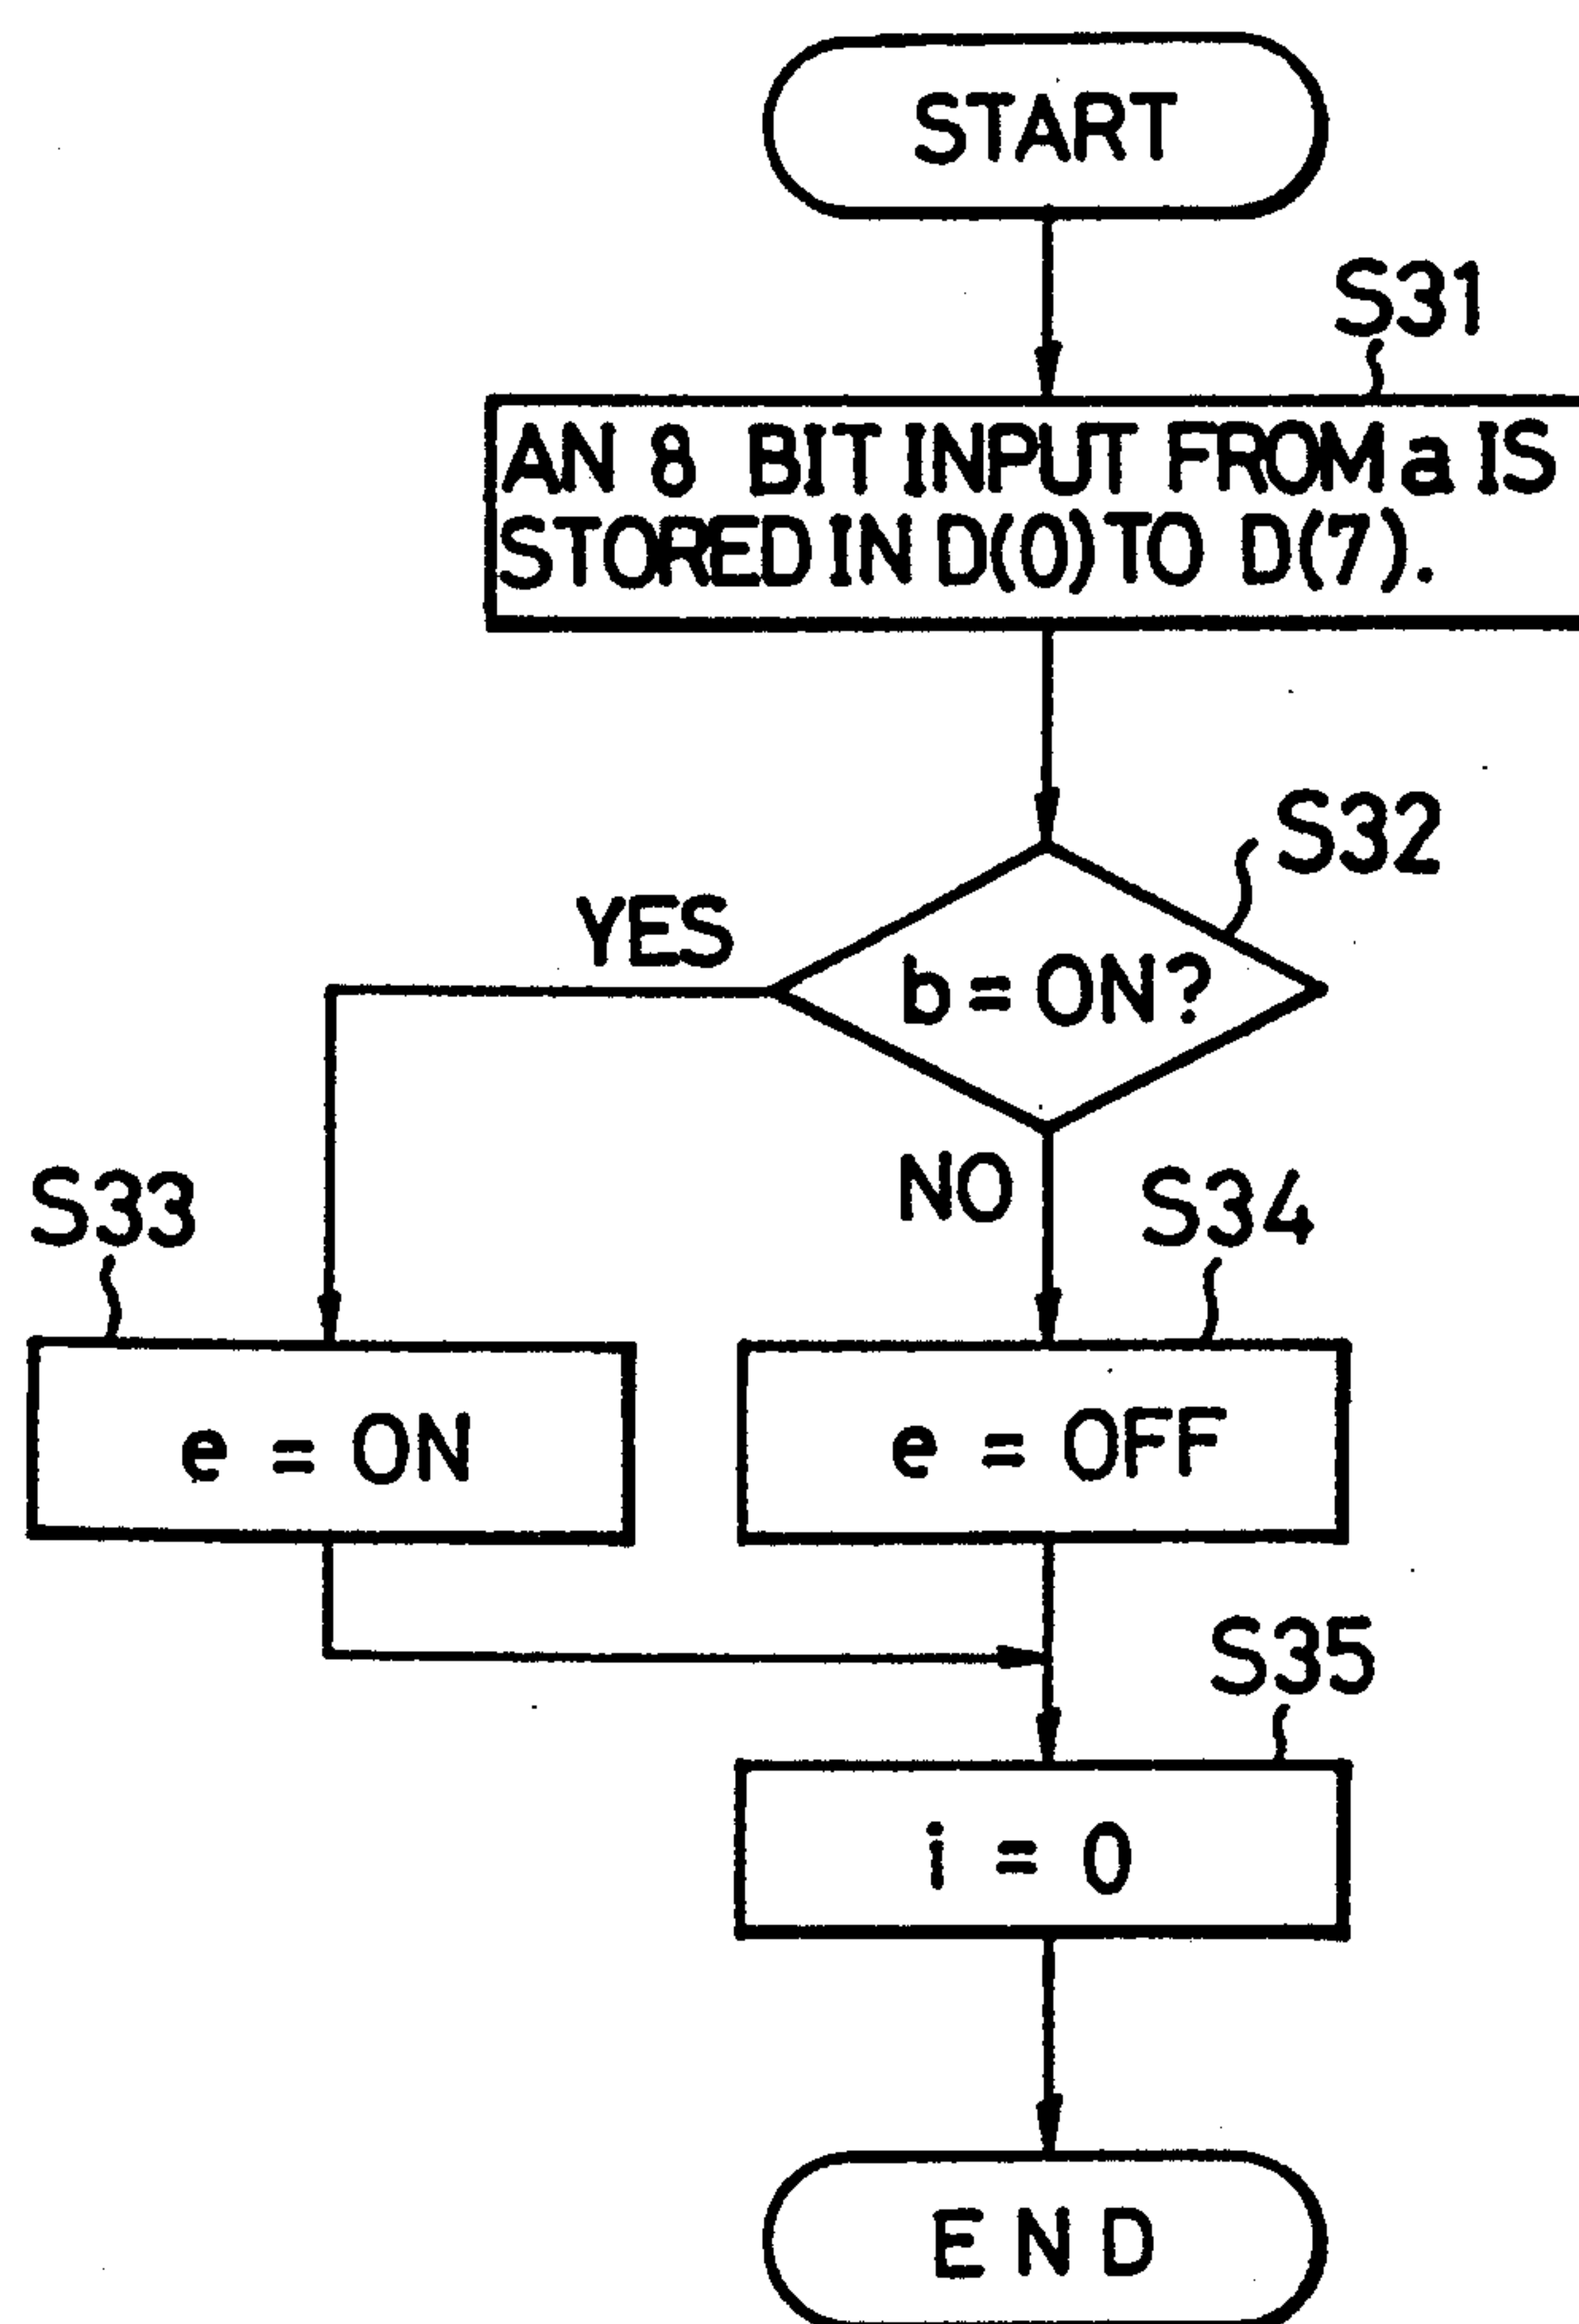 START
S31
AN 8 BIT INPUT FROM a IS
STORED IN D(0) TO D(7).
S32
YES
b = ON?
NO
S33
S34
e = ON
e = OFF
S35
i = 0
END